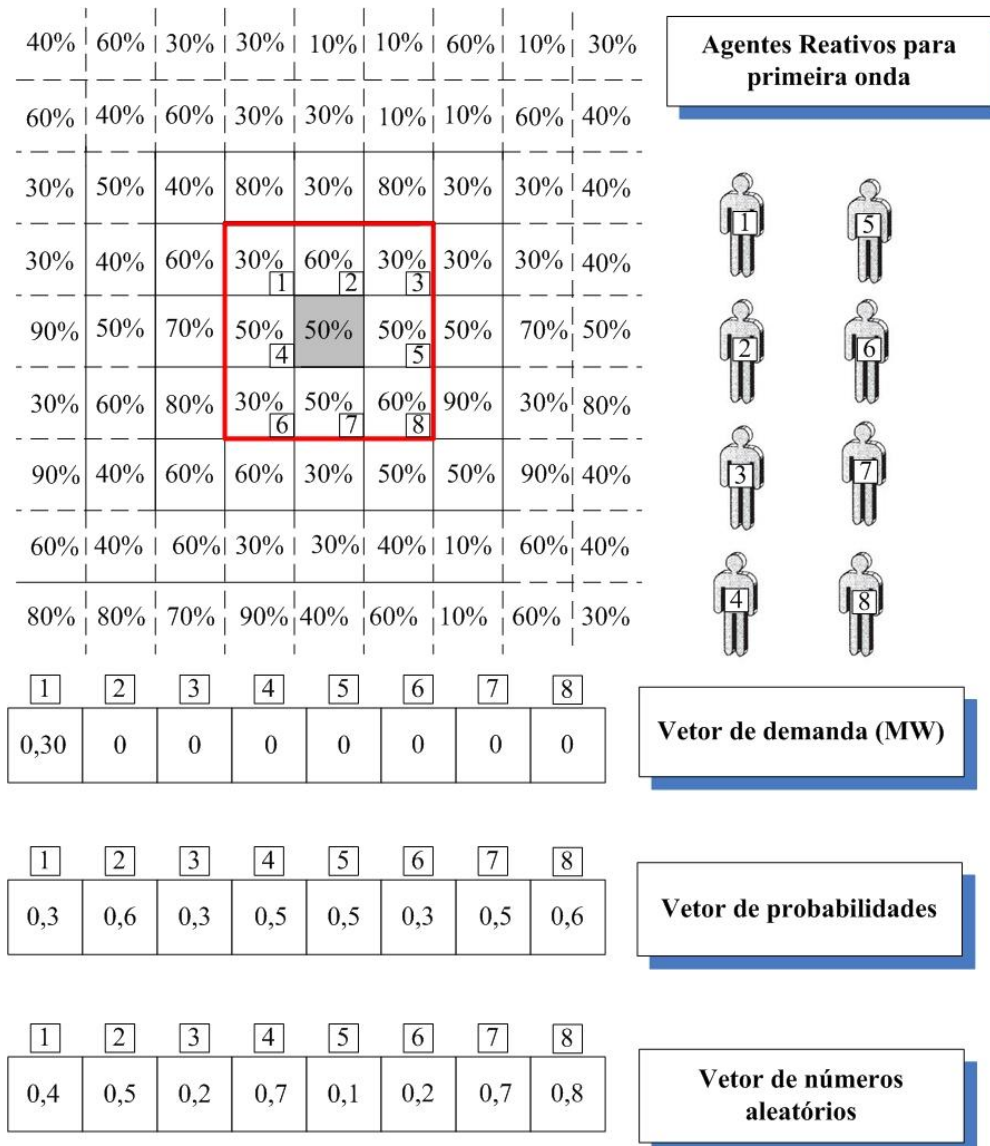 40% 60% 30% 30% 10% 10% 60% 10% 30%
Agentes Reativos para
primeira onda
60% 40% 60% 30% 30% 10% 10% 60% 40%
30% 50% 40% 80% 30% 80% 30% 30% 40%
30% 40% 60% 30% 60% 30% 30% 30% 40%
1 2 3
90% 50% 70% 50% 50% 50% 50% 70% 50%
4 5
30% 60% 80% 30% 50% 60% 90% 30% 80%
6 7 8
90% 40% 60% 60% 30% 50% 50% 90% 40%
60% 40% 60% 30% 30% 40% 10% 60% 40%
80% 80% 70% 90% 40% 60% 10% 60% 30%
1 5
2 6
3 7
4 8
1 2 3 4 5 6 7 8
0,30 0 0 0 0 0 0 0
Vetor de demanda (MW)
1 2 3 4 5 6 7 8
0,3 0,6 0,3 0,5 0,5 0,3 0,5 0,6
Vetor de probabilidades
1 2 3 4 5 6 7 8
0,4 0,5 0,2 0,7 0,1 0,2 0,7 0,8
Vetor de números
aleatórios